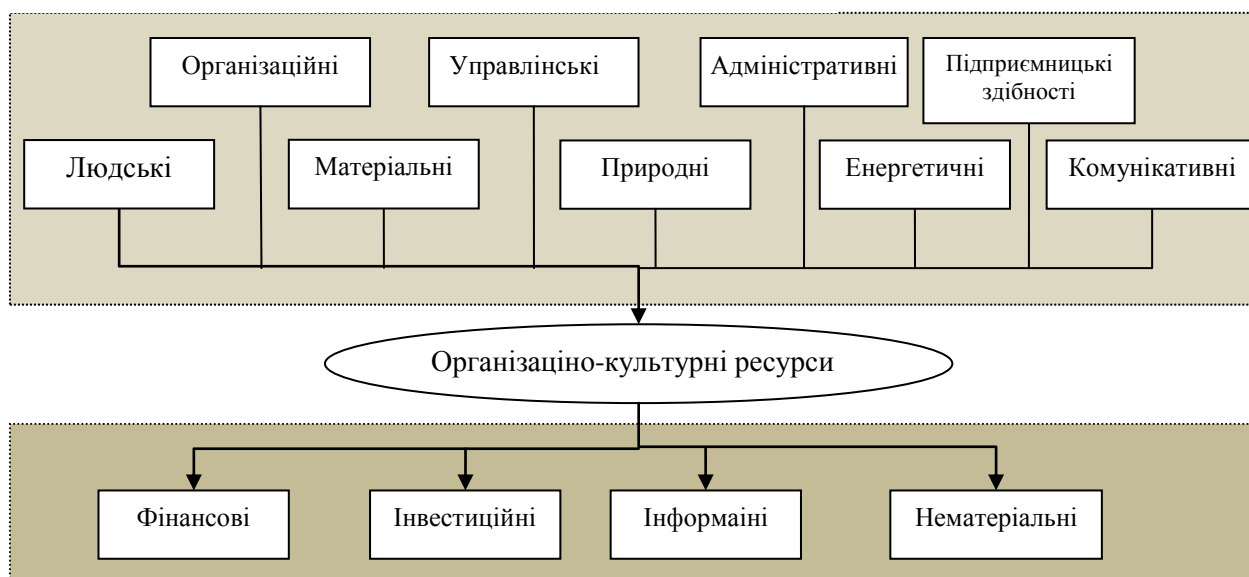 Організаційні
Управлінські
Адміністративні
Підприємницькі
здібності
Людські
Матеріальні
Природні
Енергетичні
Комунікативні
Організаціно-культурні ресурси
Фінансові
Інвестиційні
Інформаіні
Нематеріальні